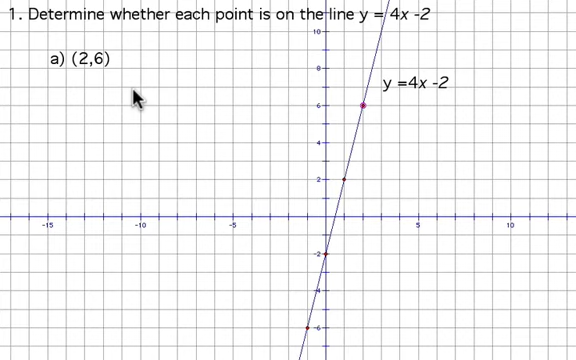 1. Determine whether each point is on the line y = 4x -2
10
a) (2,6)
8
y =4x -2
6
4
2
-15 -10 -5 5 10
-2
-4
-6